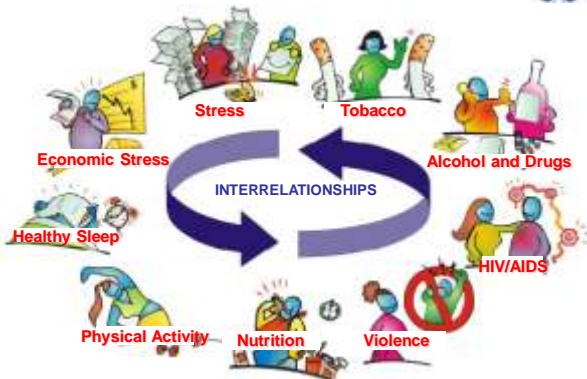 Stress
Tobacco
Economic Stress
Alcohol and Drugs
INTERRELATIONSHIPS
Healthy Sleep
HIV/AIDS
Physical Activity
Nutrition
Violence